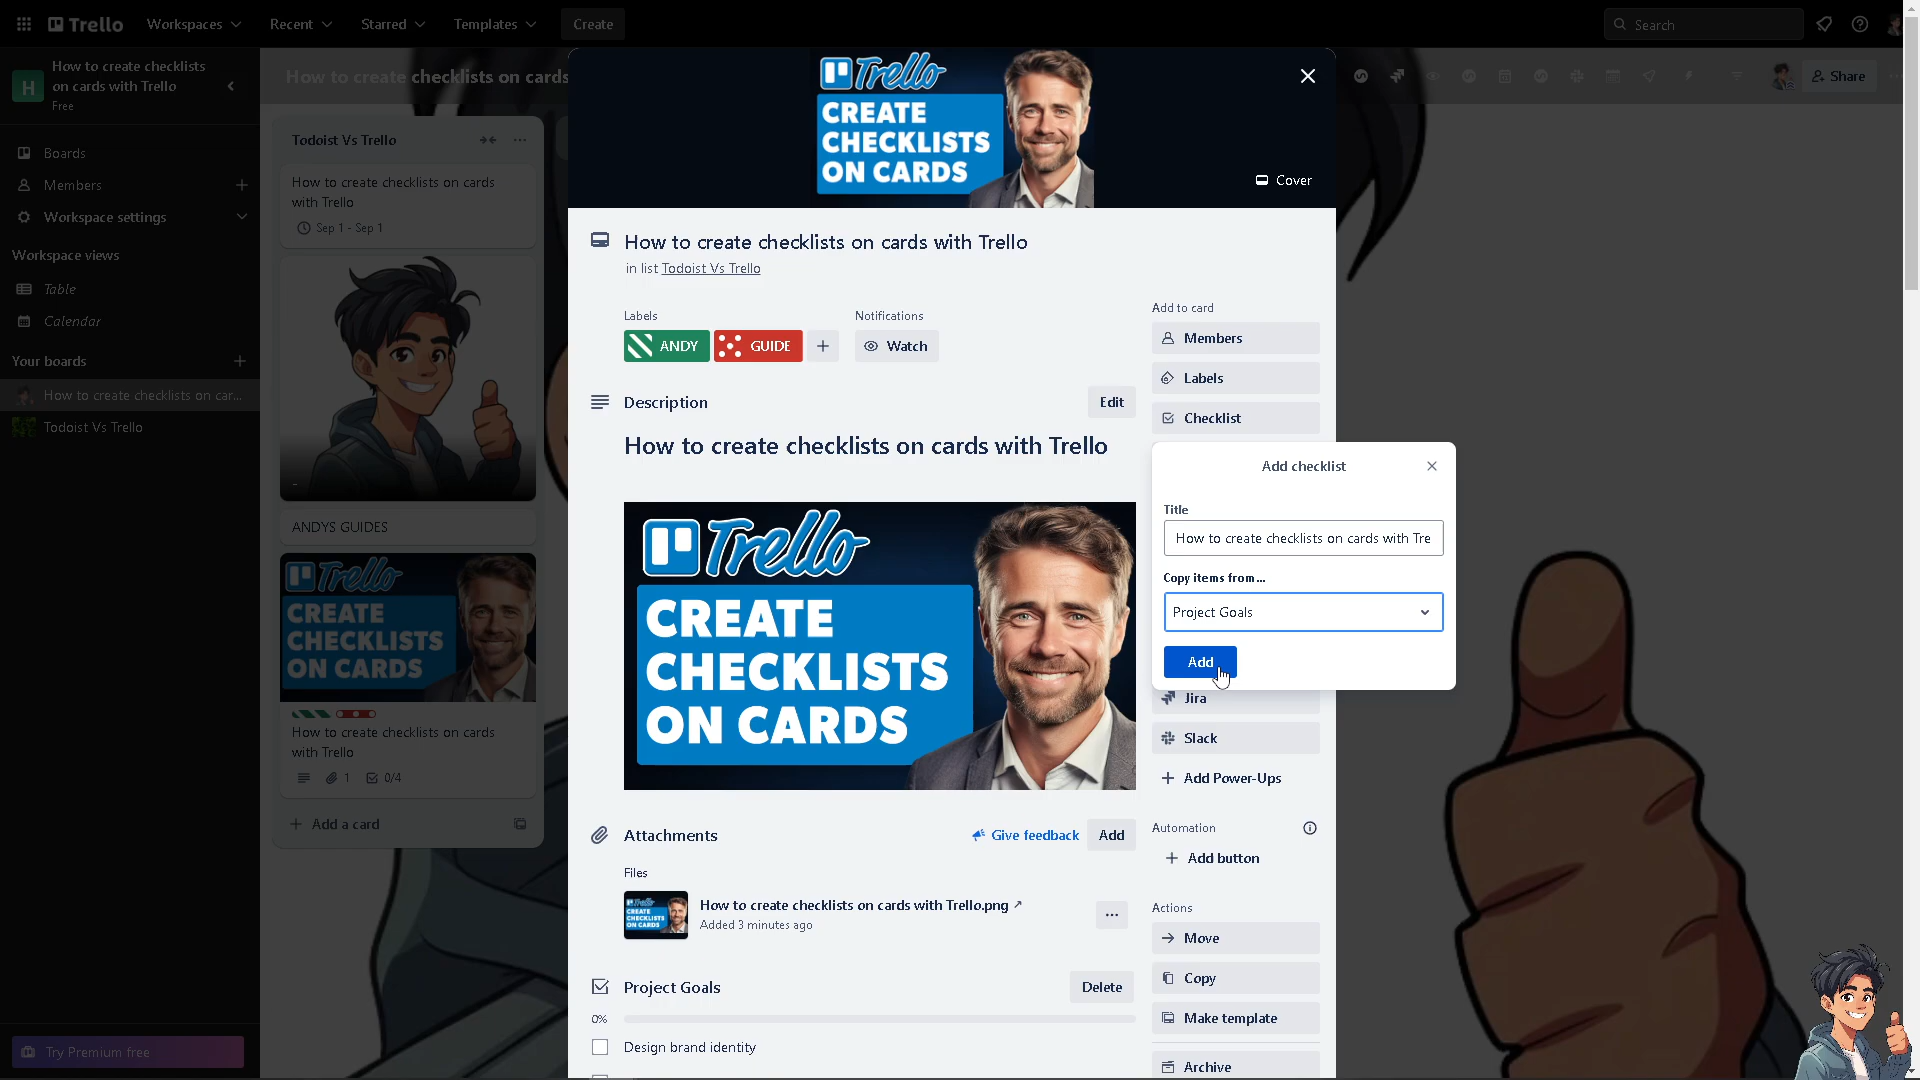 Trello
Workspaces
Recent
Starred
Templates
Create
Search
H
How to create checklists
on cards with Trello
Free
Boards
Members
Workspace settings
Workspace views
Table
Calendar
Your boards
How to create checklists on car...
Todoist Vs Trello
Try Premium free
How to create checklists on cards
Share
Todoist Vs Trello
How to create checklists on cards
with Trello
Sep 1 - Sep 1
-
ANDYS GUIDES
Trello
CREATE
CHECKLISTS
ON CARDS
How to create checklists on cards
with Trello
1
0/4
Add a card
Trello
CREATE
CHECKLISTS
ON CARDS
Cover
How to create checklists on cards with Trello
in list Todoist Vs Trello
Labels
Notifications
ANDY
GUIDE
Watch
Description
Edit
How to create checklists on cards with Trello
Trello
CREATE
CHECKLISTS
ON CARDS
Attachments
Give feedback
Add
Files
Trello
CREATE
CHECKLISTS
ON CARDS
How to create checklists on cards with Trello.png
Added 3 minutes ago
Project Goals
Delete
0%
Design brand identity
Add to card
Members
Labels
Checklist
Add checklist
Title
How to create checklists on cards with Tre
Copy items from...
Project Goals
Add
Jira
Slack
Add Power-Ups
Automation
Add button
Actions
Move
Copy
Make template
Archive